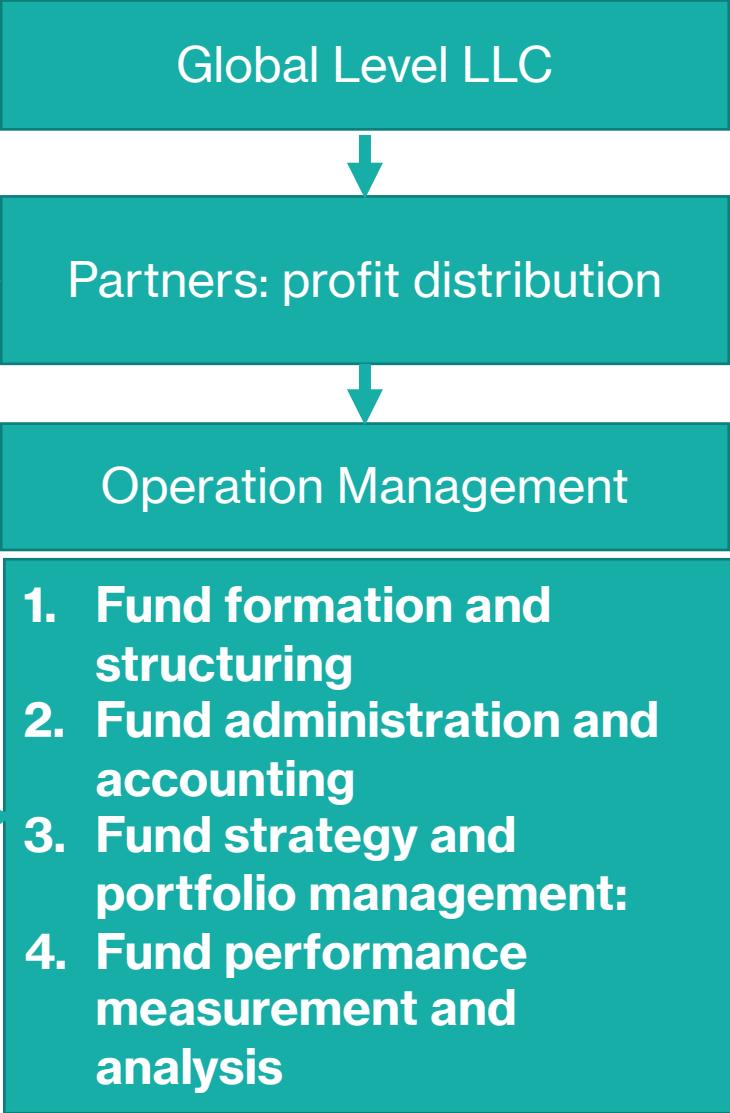 Global Level LLC
Partners: profit distribution
Operation Management
1. Fund formation and
structuring
2. Fund administration and
accounting
3. Fund strategy and
portfolio management:
4. Fund performance
measurement and
analysis